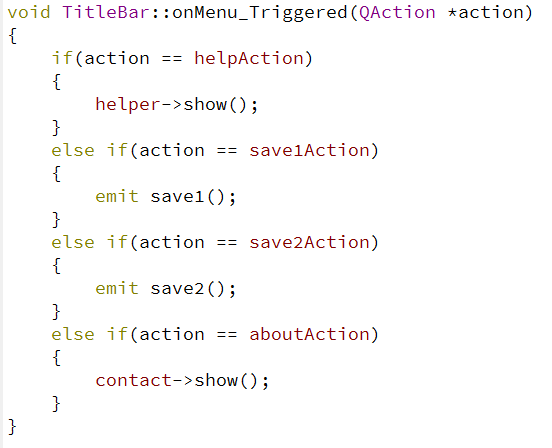 void TitleBar::onMenu_Triggered(QAction *action)
{
    if(action == helpAction)
    {
        helper->show();
    }
    else if(action == save1Action)
    {
        emit save1();
    }
    else if(action == save2Action)
    {
        emit save2();
    }
    else if(action == aboutAction)
    {
        contact->show();
    }
}